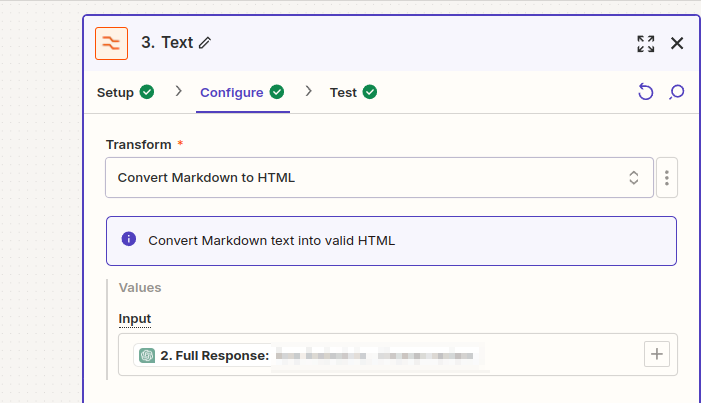 3. Text
Setup Configure Test
Transform *
Convert Markdown to HTML
Convert Markdown text into valid HTML
Values
Input
2. Full Response: